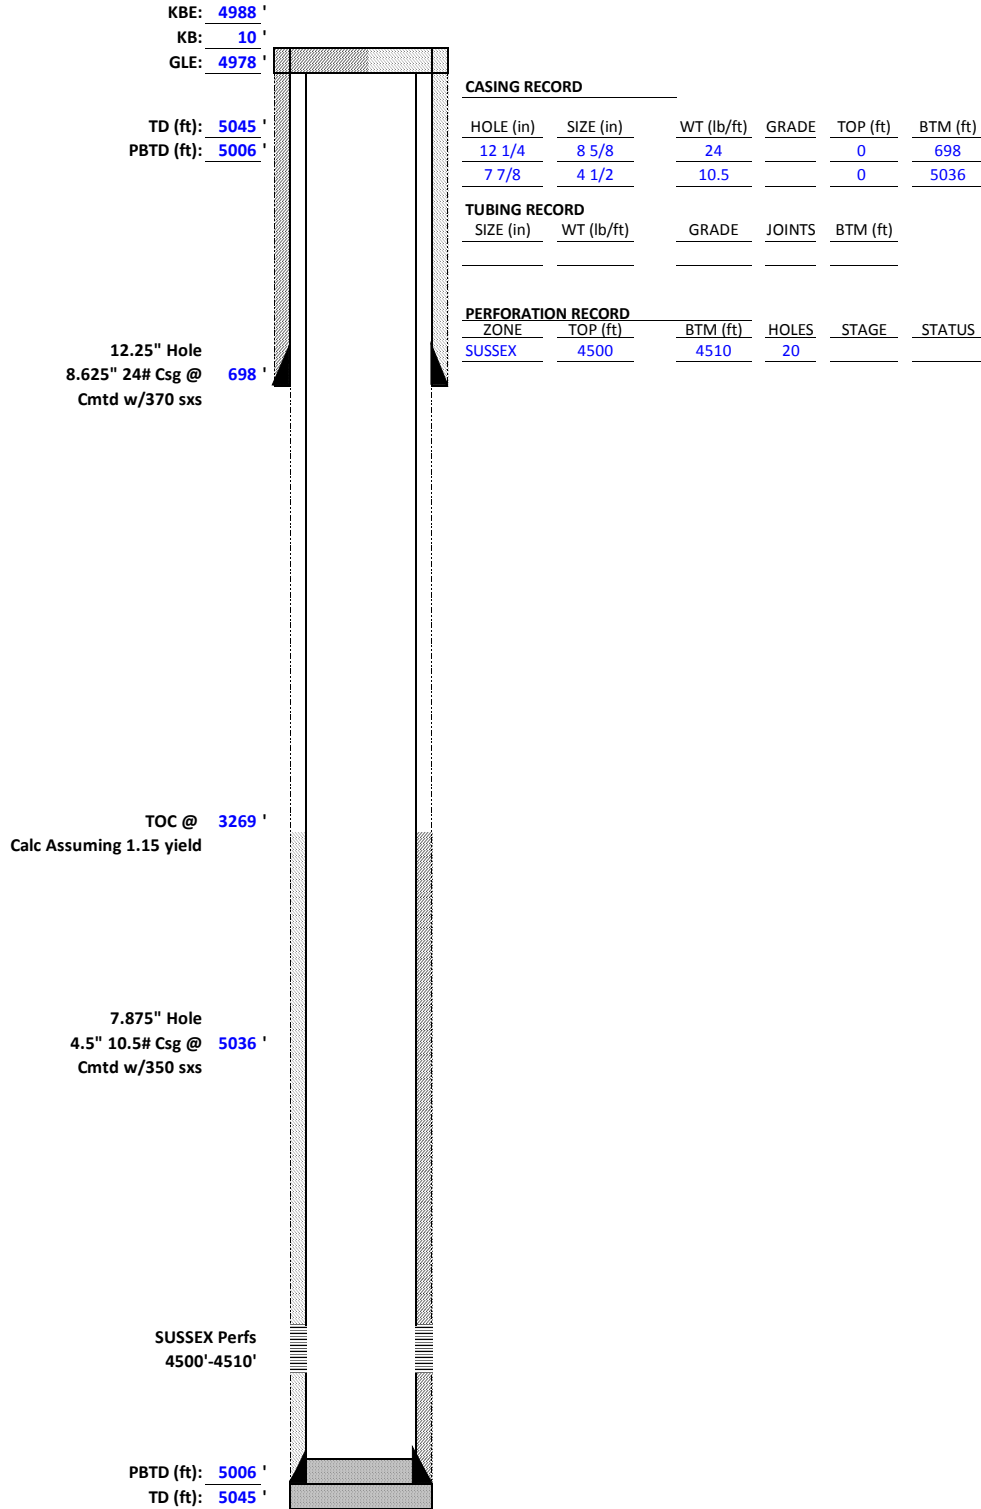 KBE: 4988 '
KB: 10 '
GLE: 4978 '
TD (ft): 5045 '
PBTD (ft): 5006 '
CASING RECORD
HOLE (in) SIZE (in) WT (lb/ft) GRADE TOP (ft) BTM (ft)
12 1/4 8 5/8 24 0 698
7 7/8 4 1/2 10.5 0 5036
TUBING RECORD
SIZE (in) WT (lb/ft) GRADE JOINTS BTM (ft)
PERFORATION RECORD
ZONE TOP (ft) BTM (ft) HOLES STAGE STATUS
SUSSEX 4500 4510 20
12.25" Hole
8.625" 24# Csg @ 698 '
Cmtd w/370 sxs
TOC @ 3269 '
Calc Assuming 1.15 yield
7.875" Hole
4.5" 10.5# Csg @ 5036 '
Cmtd w/350 sxs
SUSSEX Perfs
4500'-4510'
PBTD (ft): 5006 '
TD (ft): 5045 '